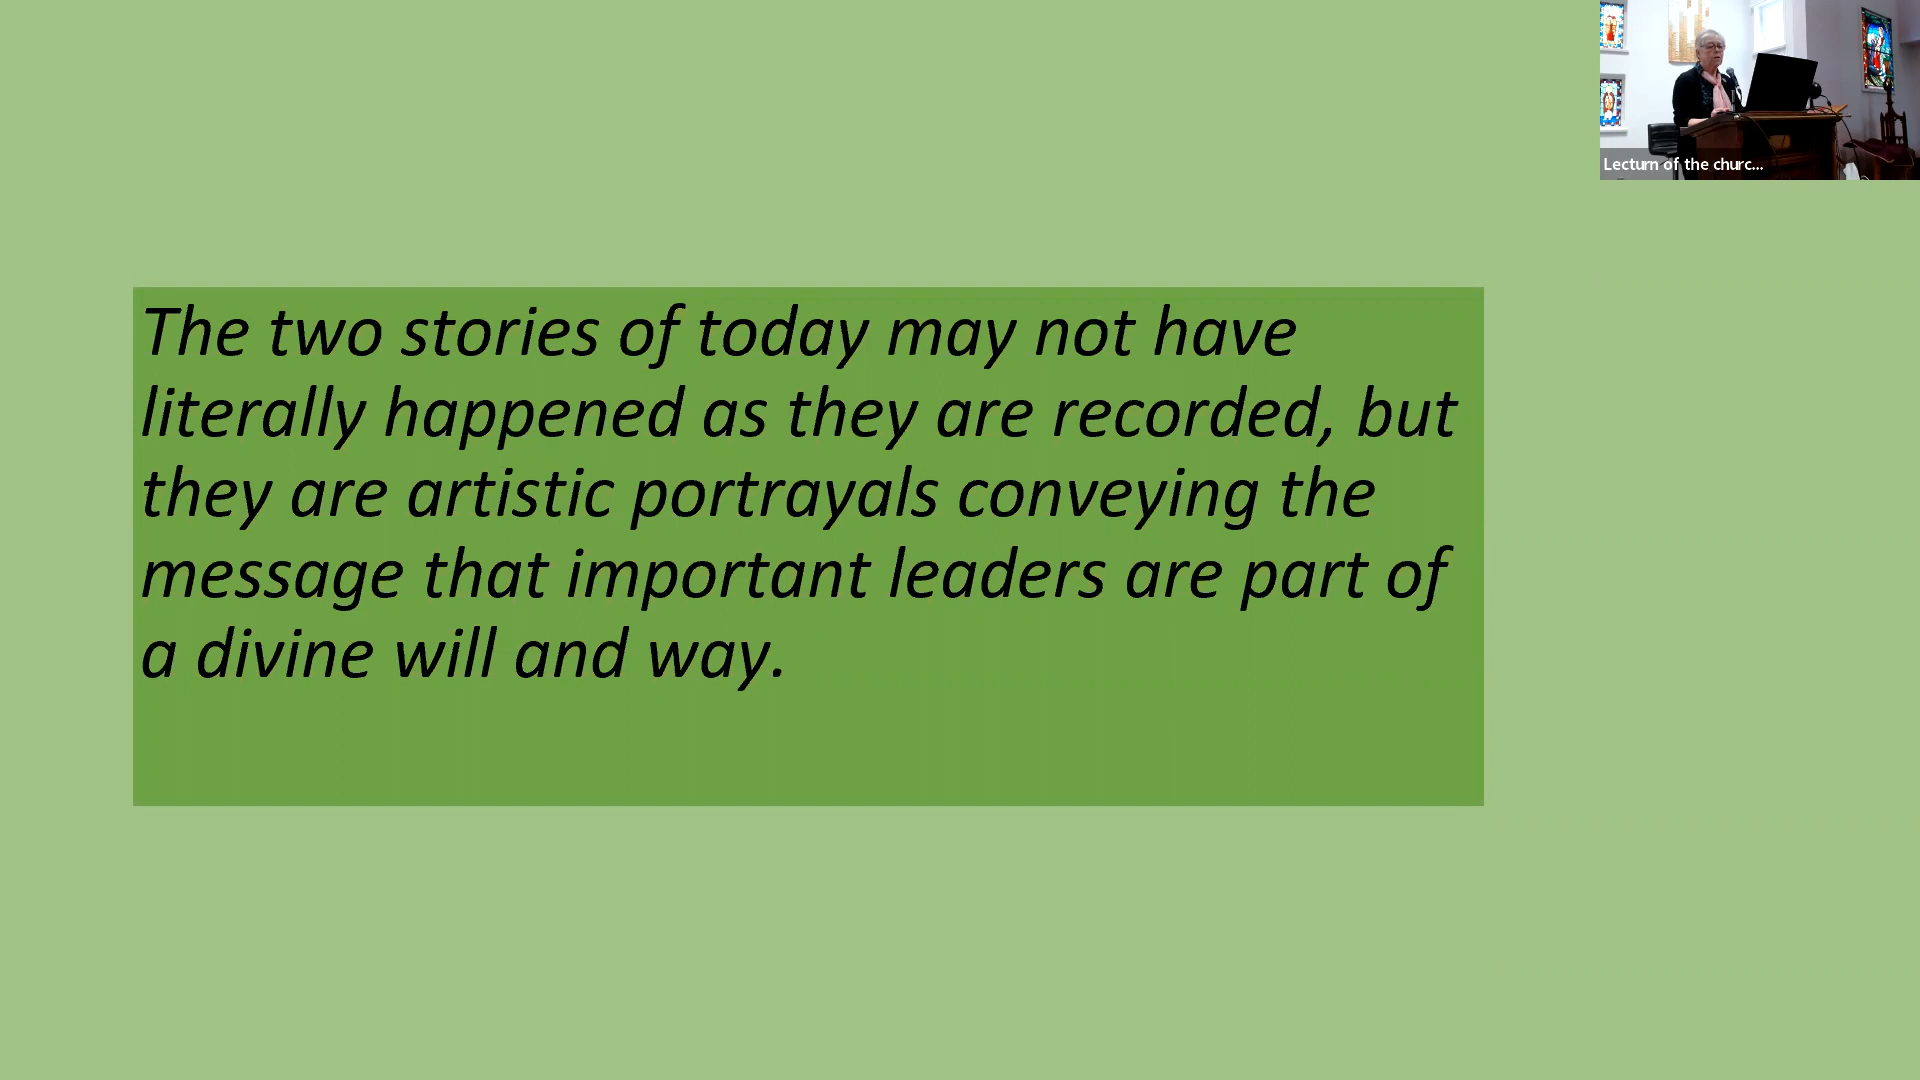 Lecturn of the churc...
The two stories of today may not have
literally happened as they are recorded, but
they are artistic portrayals conveying the
message that important leaders are part of
a divine will and way.